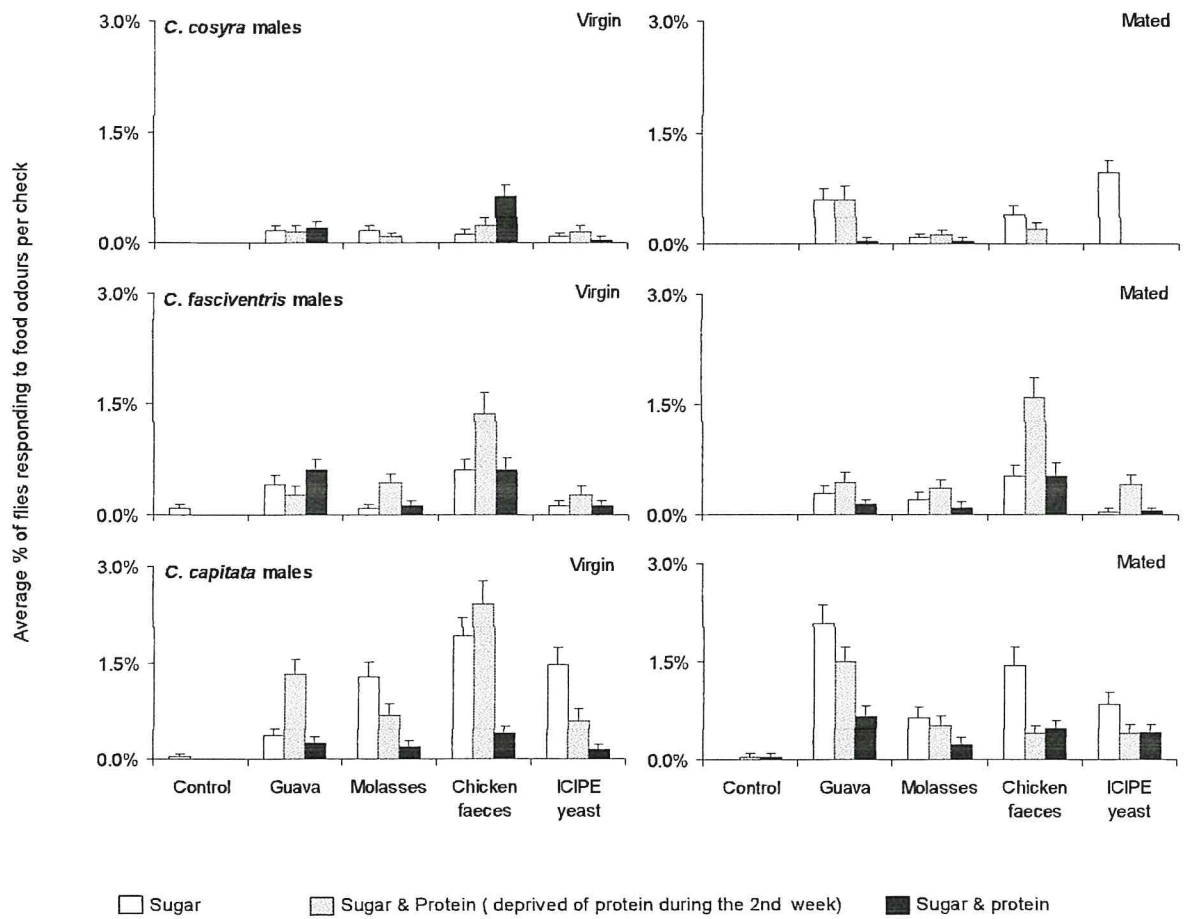 Average % of flies responding to food odours per check
3.0%
C. cosyra males
Virgin
1.5%
0.0%
3.0%
Mated
1.5%
0.0%
3.0%
C. fasciventris males
Virgin
1.5%
0.0%
3.0%
Mated
1.5%
0.0%
3.0%
C. capitata males
Virgin
1.5%
0.0%
Control Guava Molasses Chicken faeces ICIPE yeast
3.0%
Mated
1.5%
0.0%
Control Guava Molasses Chicken faeces ICIPE yeast
Sugar Sugar & Protein ( deprived of protein during the 2nd week) Sugar & protein